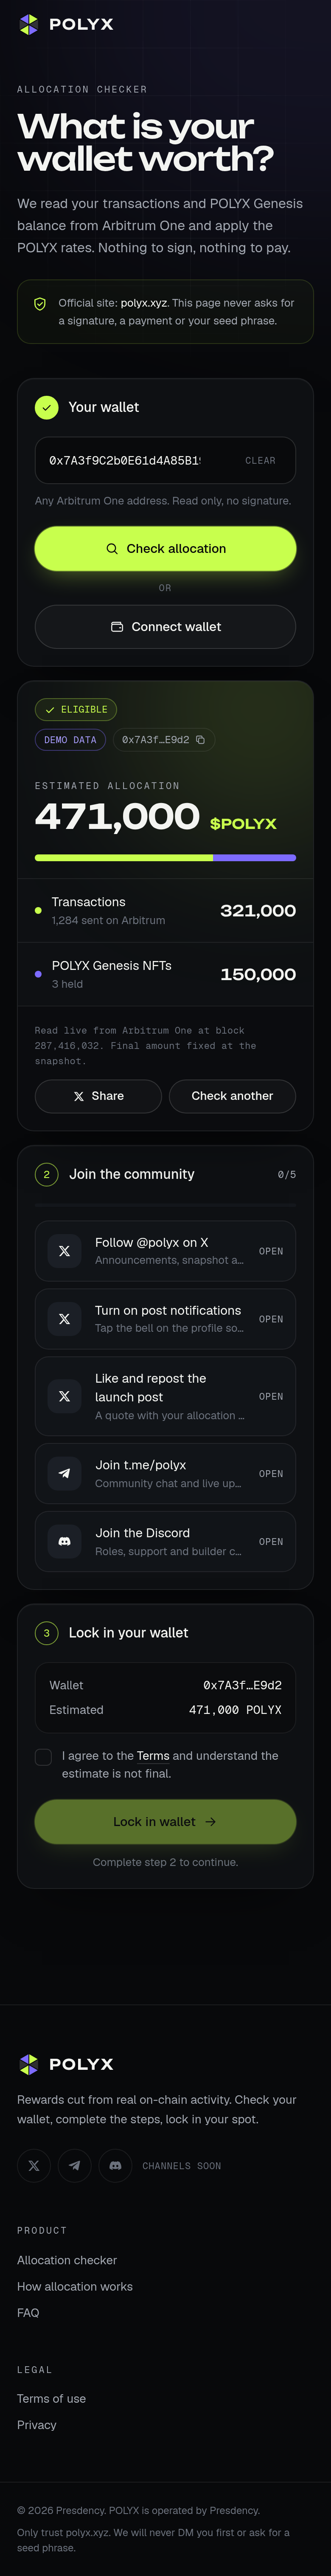 POLYX
ALLOCATION CHECKER
What is your
wallet worth?
We read your transactions and POLYX Genesis
balance from Arbitrum One and apply the
POLYX rates. Nothing to sign, nothing to pay.
Official site: polyx.xyz. This page never asks for
a signature, a payment or your seed phrase.
Your wallet
0x7A3f9C2b0E61d4A85B1
CLEAR
Any Arbitrum One address. Read only, no signature.
Check allocation
OR
Connect wallet
ELIGIBLE
DEMO DATA
0x7A3f…E9d2
ESTIMATED ALLOCATION
471,000 $POLYX
Transactions
1,284 sent on Arbitrum
321,000
POLYX Genesis NFTs
3 held
150,000
Read live from Arbitrum One at block
287,416,032. Final amount fixed at the
snapshot.
Share
Check another
2 Join the community 0/5
Follow @polyx on X
Announcements, snapshot a…
OPEN
Turn on post notifications
Tap the bell on the profile so…
OPEN
Like and repost the
launch post
A quote with your allocation …
OPEN
Join t.me/polyx
Community chat and live up…
OPEN
Join the Discord
Roles, support and builder c…
OPEN
3 Lock in your wallet
Wallet 0x7A3f…E9d2
Estimated 471,000 POLYX
I agree to the Terms and understand the
estimate is not final.
Lock in wallet
Complete step 2 to continue.
POLYX
Rewards cut from real on-chain activity. Check your
wallet, complete the steps, lock in your spot.
CHANNELS SOON
PRODUCT
Allocation checker
How allocation works
FAQ
LEGAL
Terms of use
Privacy
© 2026 Presdency. POLYX is operated by Presdency.
Only trust polyx.xyz. We will never DM you first or ask for a
seed phrase.